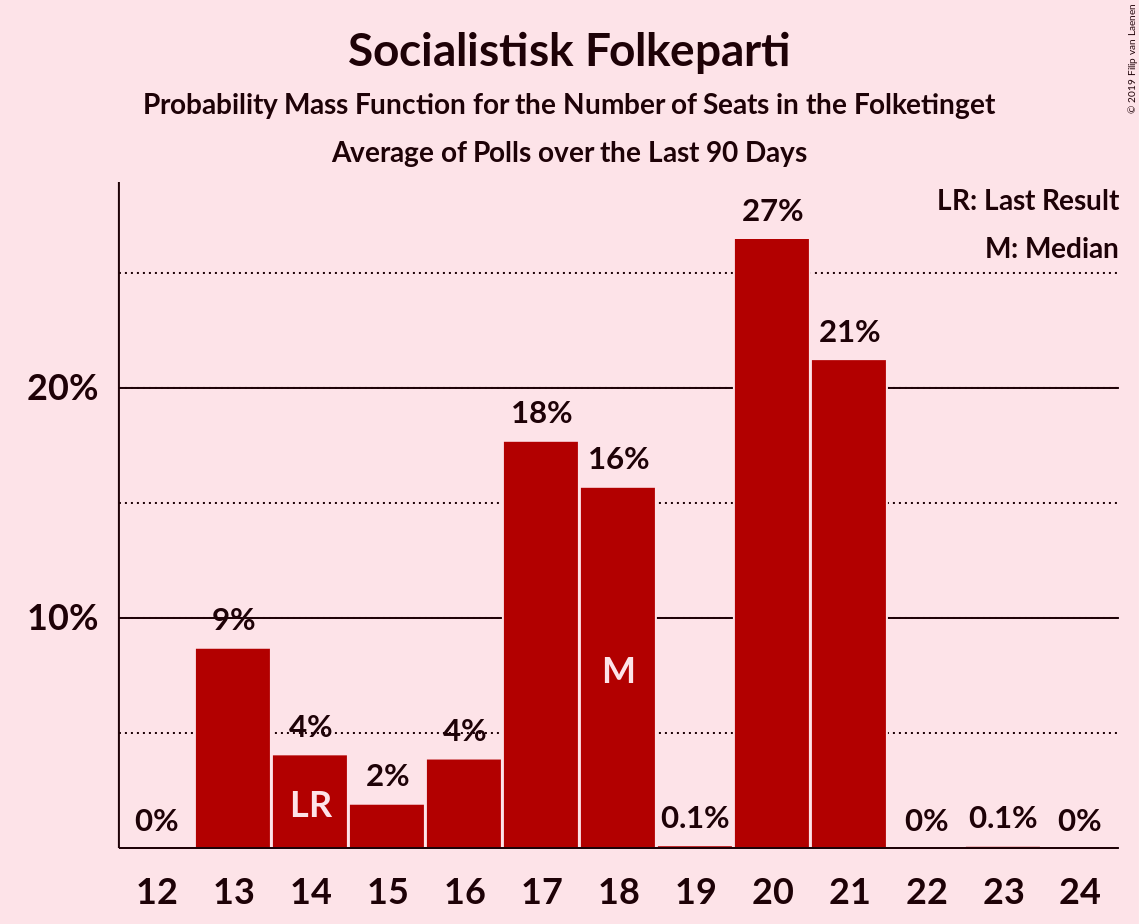 Socialistisk Folkeparti
Probability Mass Function for the Number of Seats in the Folketinget
Average of Polls over the Last 90 Days
© 2019 Filip van Laenen
LR: Last Result
M: Median
27%
21%
20%
18%
16%
10%
9%
M
4%
4%
2%
LR
0%
0.1%
0%
0.1%
0%
12 13 14 15 16 17 18 19 20 21 22 23 24